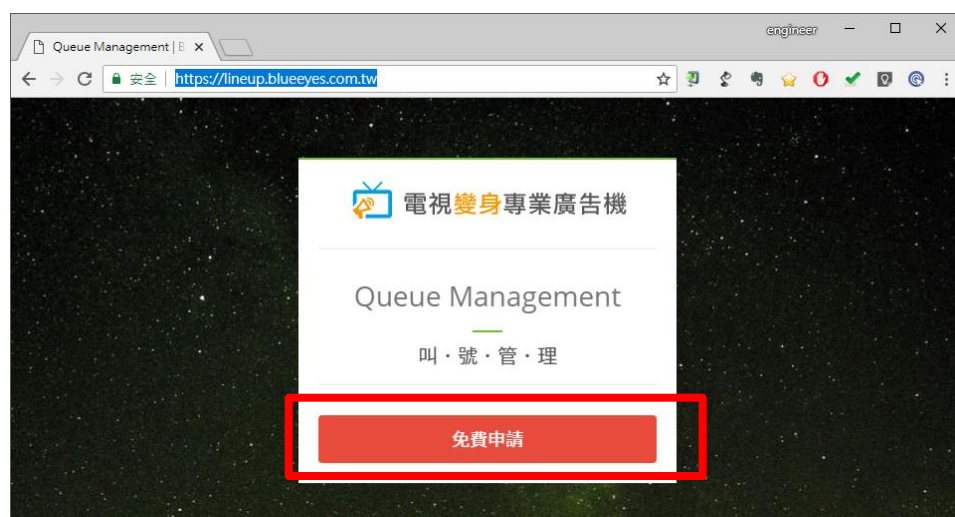 engineer
Queue Management | B
安全 | https://lineup.blueeyes.com.tw
電視變身專業廣告機
Queue Management
叫・號・管・理
免費申請